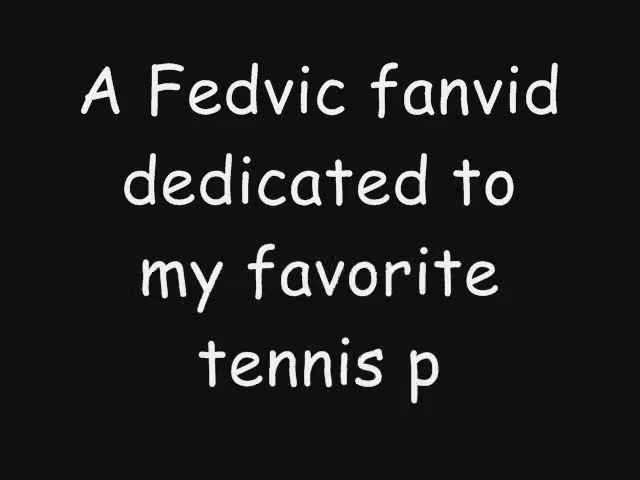 A Fedvic fanvid
dedicated to
my favorite
tennis p